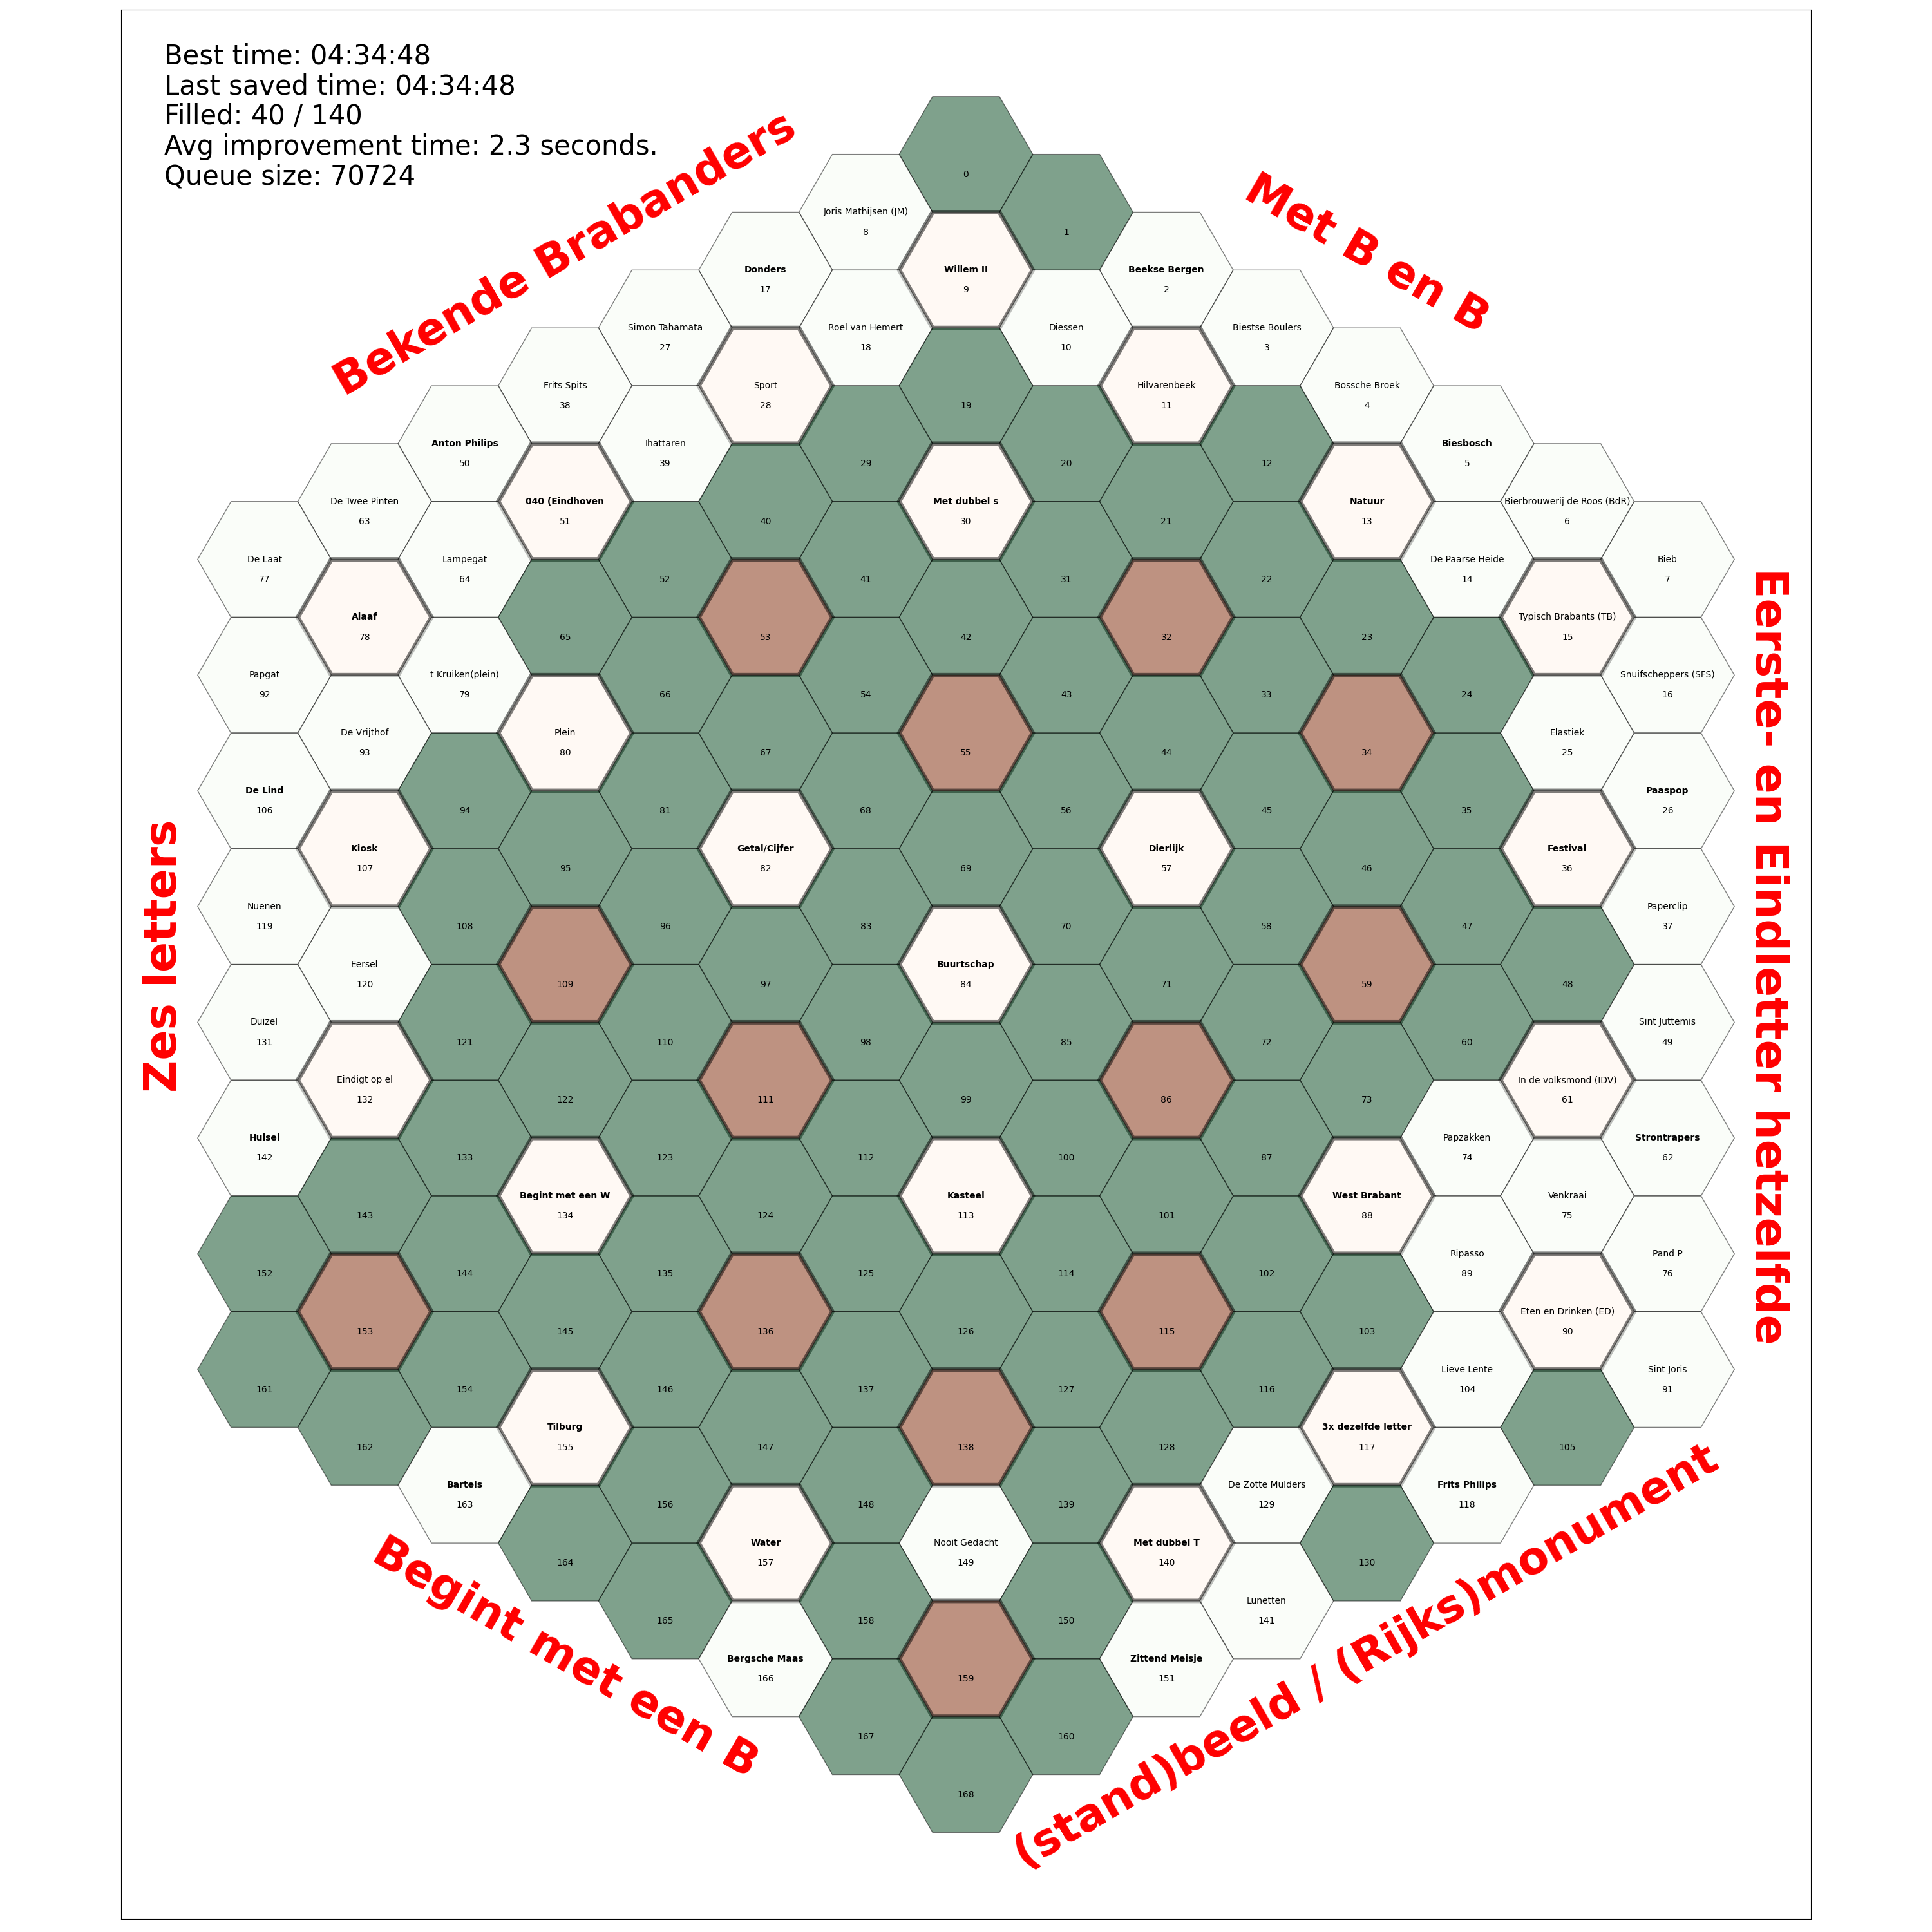 Best time: 04:34:48
Last saved time: 04:34:48
Filled: 40 / 140
Avg improvement time: 2.3 seconds.
Queue size: 70724
Bekende Brabanders
Met B en B
Eerste- en Eindletter hetzelfde
(stand)beeld / (Rijks)monument
Begint met een B
Zes letters
0
1
Beekse Bergen
2
Biestse Boulers
3
Bossche Broek
4
Biesbosch
5
Bierbrouwerij de Roos (BdR)
6
Bieb
7
Joris Mathijsen (JM)
8
Willem II
9
Diessen
10
Hilvarenbeek
11
12
Natuur
13
De Paarse Heide
14
Typisch Brabants (TB)
15
Snuifscheppers (SFS)
16
Donders
17
Roel van Hemert
18
19
20
21
22
23
24
Elastiek
25
Paaspop
26
Simon Tahamata
27
Sport
28
29
Met dubbel s
30
31
32
33
34
35
Festival
36
Paperclip
37
Frits Spits
38
Ihattaren
39
40
41
42
43
44
45
46
47
48
Sint Juttemis
49
Anton Philips
50
040 (Eindhoven
51
52
53
54
55
56
Dierlijk
57
58
59
60
In de volksmond (IDV)
61
Strontrapers
62
De Twee Pinten
63
Lampegat
64
65
66
67
68
69
70
71
72
73
Papzakken
74
Venkraai
75
Pand P
76
De Laat
77
Alaaf
78
t Kruiken(plein)
79
Plein
80
81
Getal/Cijfer
82
83
Buurtschap
84
85
86
87
West Brabant
88
Ripasso
89
Eten en Drinken (ED)
90
Sint Joris
91
Papgat
92
De Vrijthof
93
94
95
96
97
98
99
100
101
102
103
Lieve Lente
104
105
De Lind
106
Kiosk
107
108
109
110
111
112
Kasteel
113
114
115
116
3x dezelfde letter
117
Frits Philips
118
Nuenen
119
Eersel
120
121
122
123
124
125
126
127
128
De Zotte Mulders
129
130
Duizel
131
Eindigt op el
132
133
Begint met een W
134
135
136
137
138
139
Met dubbel T
140
Lunetten
141
Hulsel
142
143
144
145
146
147
148
Nooit Gedacht
149
150
Zittend Meisje
151
152
153
154
Tilburg
155
156
Water
157
158
159
160
161
162
Bartels
163
164
165
Bergsche Maas
166
167
168